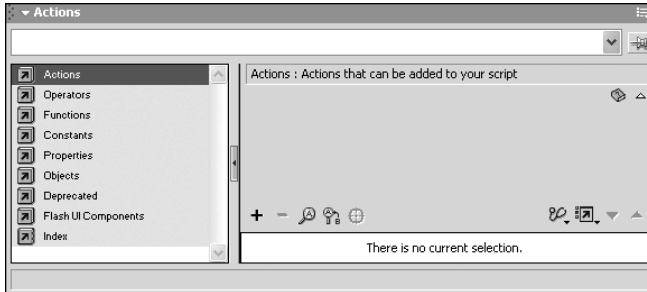 Actions
Actions
Operators
Functions
Constants
Properties
Objects
Deprecated
Flash UI Components
Index
Actions : Actions that can be added to your script
There is no current selection.